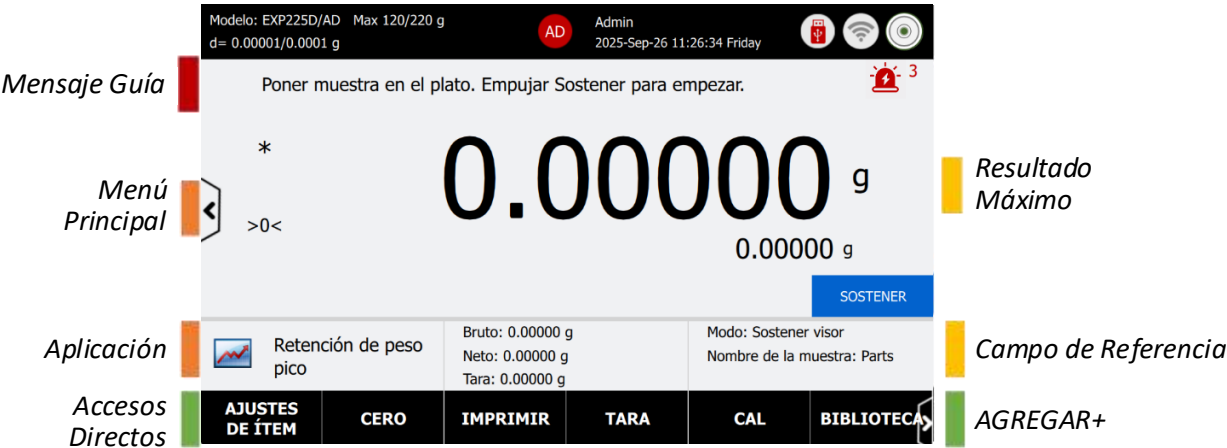 Modelo: EXP225D/AD Max 120/220 g
d= 0.00001/0.0001 g
AD
Admin
2025-Sep-26 11:26:34 Friday
Mensaje Guía
Poner muestra en el plato. Empujar Sostener para empezar.
3
*
0.00000 g
Resultado
Máximo
Menú
Principal
>0<
0.00000 g
SOSTENER
Aplicación
Retención de peso
pico
Bruto: 0.00000 g
Neto: 0.00000 g
Tara: 0.00000 g
Modo: Sostener visor
Nombre de la muestra: Parts
Campo de Referencia
Accesos
Directos
AJUSTES
DE ÍTEM
CERO
IMPRIMIR
TARA
CAL
BIBLIOTECA
AGREGAR+